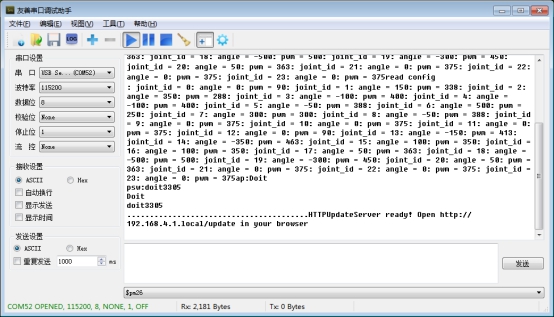 友善串口调试助手
文件(F) 编辑(E) 视图(V) 工具(T) 帮助(H)
LOG
串口设置
串 口 USB Se...(COM52)
波特率 115200
数据位 8
校验位 None
停止位 1
流 控 None
接收设置
ASCII Hex
自动换行
显示发送
显示时间
发送设置
ASCII Hex
重复发送 1000 ms
363: joint_id = 18: angle = -500: pwm = 500: joint_id = 19: angle = -300: pwm = 450:
joint_id = 20: angle = 50: pwm = 363: joint_id = 21: angle = 0: pwm = 375: joint_id = 22:
angle = 0: pwm = 375: joint_id = 23: angle = 0: pwm = 375read config
: joint_id = 0: angle = 0: pwm = 90: joint_id = 1: angle = 150: pwm = 338: joint_id = 2:
angle = 350: pwm = 288: joint_id = 3: angle = -100: pwm = 400: joint_id = 4: angle =
-100: pwm = 400: joint_id = 5: angle = -50: pwm = 388: joint_id = 6: angle = 500: pwm =
250: joint_id = 7: angle = 300: pwm = 300: joint_id = 8: angle = -50: pwm = 388: joint_id
= 9: angle = 0: pwm = 375: joint_id = 10: angle = 0: pwm = 375: joint_id = 11: angle = 0:
pwm = 375: joint_id = 12: angle = 0: pwm = 90: joint_id = 13: angle = -150: pwm = 413:
joint_id = 14: angle = -350: pwm = 463: joint_id = 15: angle = 100: pwm = 350: joint_id =
16: angle = 100: pwm = 350: joint_id = 17: angle = 50: pwm = 363: joint_id = 18: angle =
-500: pwm = 500: joint_id = 19: angle = -300: pwm = 450: joint_id = 20: angle = 50: pwm =
363: joint_id = 21: angle = 0: pwm = 375: joint_id = 22: angle = 0: pwm = 375: joint_id =
23: angle = 0: pwm = 375ap:Doit
psw:doit3305
Doit
doit3305
.......................................HTTPUpdateServer ready! Open http://
192.168.4.1.local/update in your browser
发送
$pm26
COM52 OPENED, 115200, 8, NONE, 1, OFF Rx: 2,181 Bytes Tx: 0 Bytes